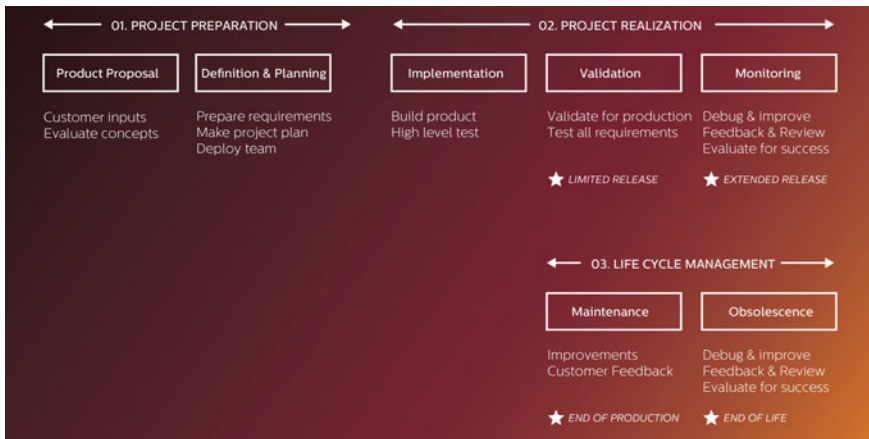 01. PROJECT PREPARATION
02. PROJECT REALIZATION
Product Proposal
Definition & Planning
Implementation
Validation
Monitoring
Customer inputs
Evaluate concepts
Prepare requirements
Make project plan
Deploy team
Build product
High level test
Validate for production
Test all requirements
Debug & improve
Feedback & Review
Evaluate for success
LIMITED RELEASE
EXTENDED RELEASE
03. LIFE CYCLE MANAGEMENT
Maintenance
Obsolescence
Improvements
Customer Feedback
Debug & improve
Feedback & Review
Evaluate for success
END OF PRODUCTION
END OF LIFE